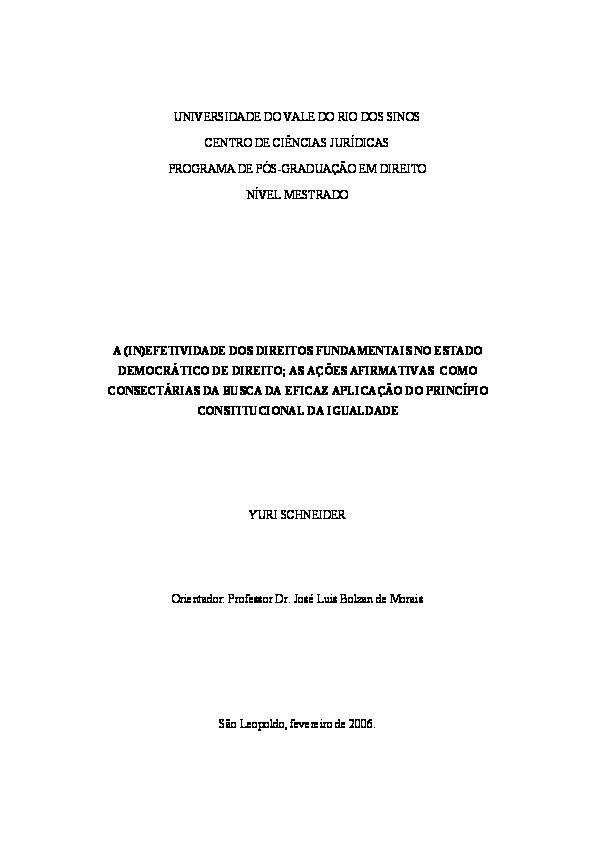 UNIVERSIDADE DO VALE DO RIO DOS SINOS
CENTRO DE CIÊNCIAS JURÍDICAS
PROGRAMA DE PÓS-GRADUAÇÃO EM DIREITO
NÍVEL MESTRADO
A (IN)EFETIVIDADE DOS DIREITOS FUNDAMENTAIS NO ESTADO
DEMOCRÁTICO DE DIREITO; AS AÇÕES AFIRMATIVAS COMO
CONSECTÁRIAS DA BUSCA DA EFICAZ APLICAÇÃO DO PRINCÍPIO
CONSTITUCIONAL DA IGUALDADE
YURI SCHNEIDER
Orientador: Professor Dr. José Luis Bolzan de Morais
São Leopoldo, fevereiro de 2006.